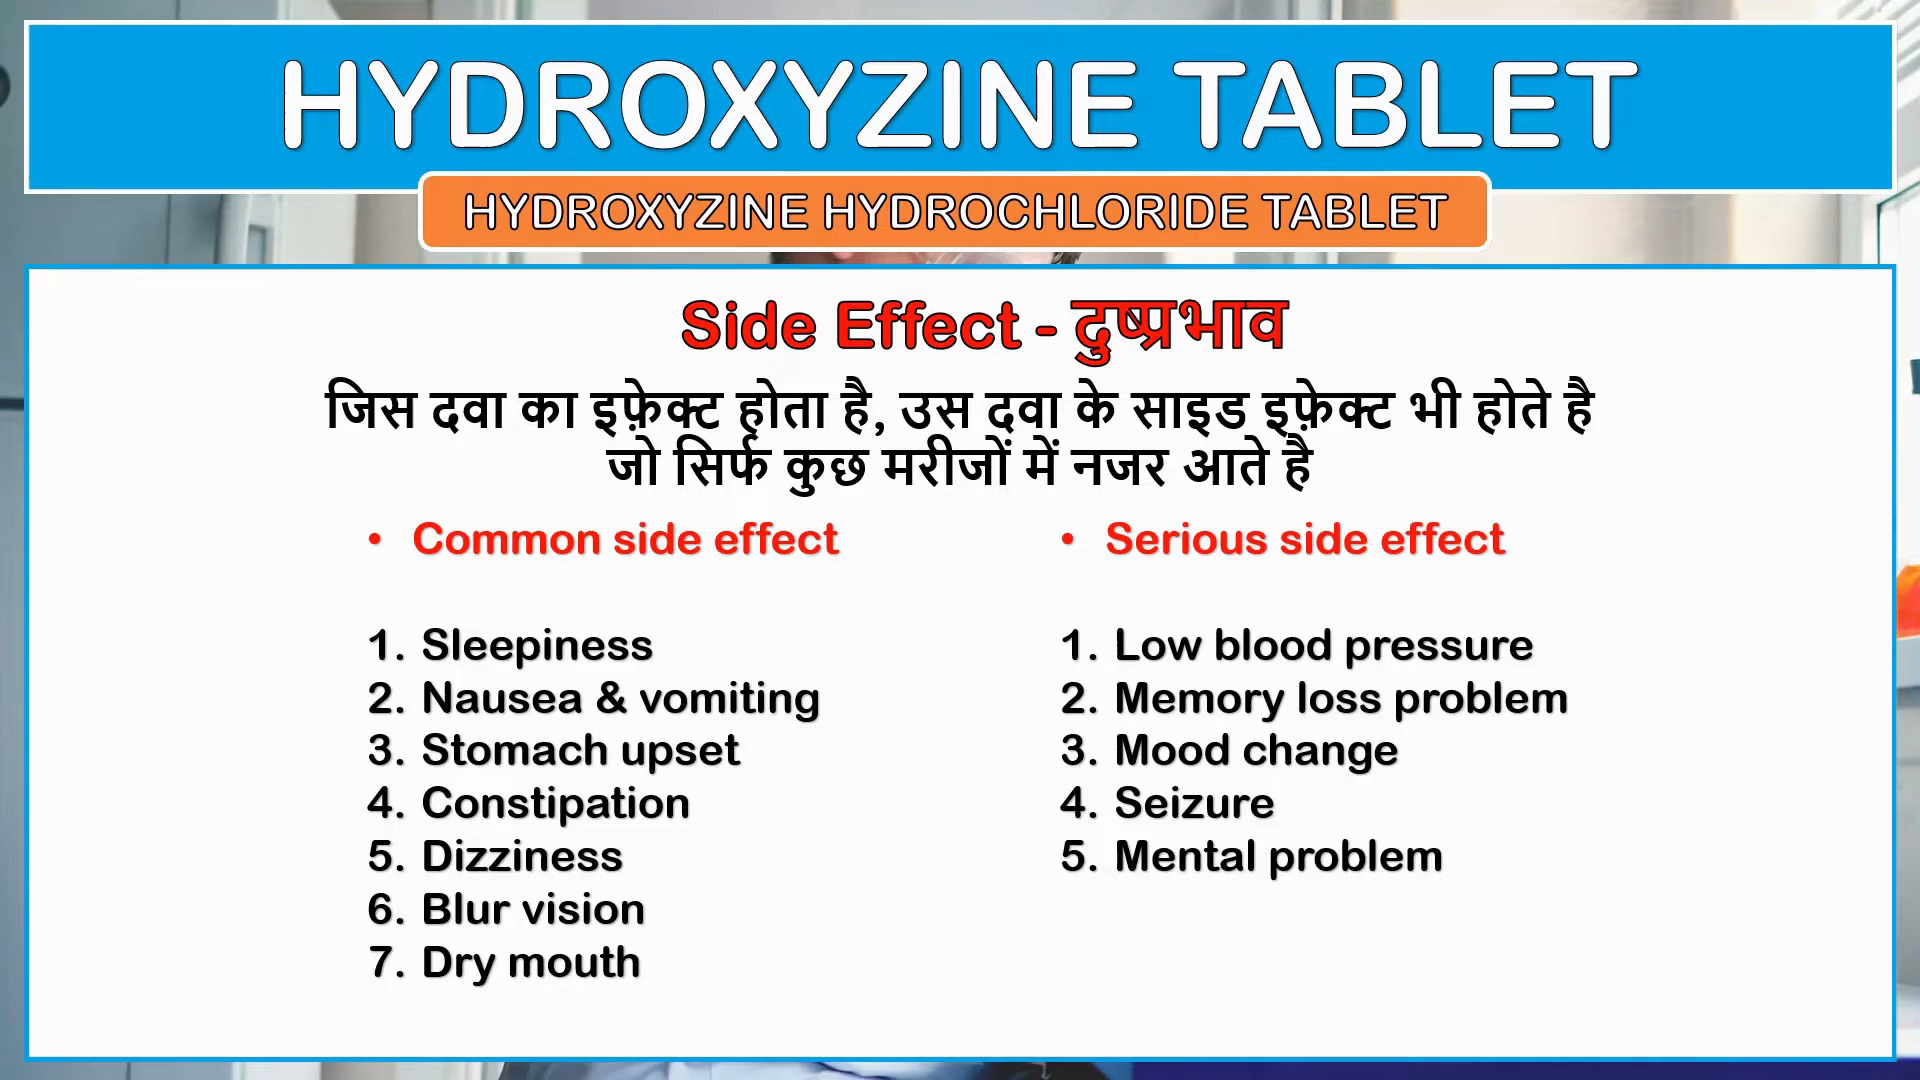 HYDROXYZINE TABLET
HYDROXYZINE HYDROCHLORIDE TABLET
Side Effect - दुष्प्रभाव
जिस दवा का इफ़ेक्ट होता है, उस दवा के साइड इफ़ेक्ट भी होते है
जो सिर्फ कुछ मरीजों में नजर आते है
• Common side effect
1. Sleepiness
2. Nausea & vomiting
3. Stomach upset
4. Constipation
5. Dizziness
6. Blur vision
7. Dry mouth
• Serious side effect
1. Low blood pressure
2. Memory loss problem
3. Mood change
4. Seizure
5. Mental problem